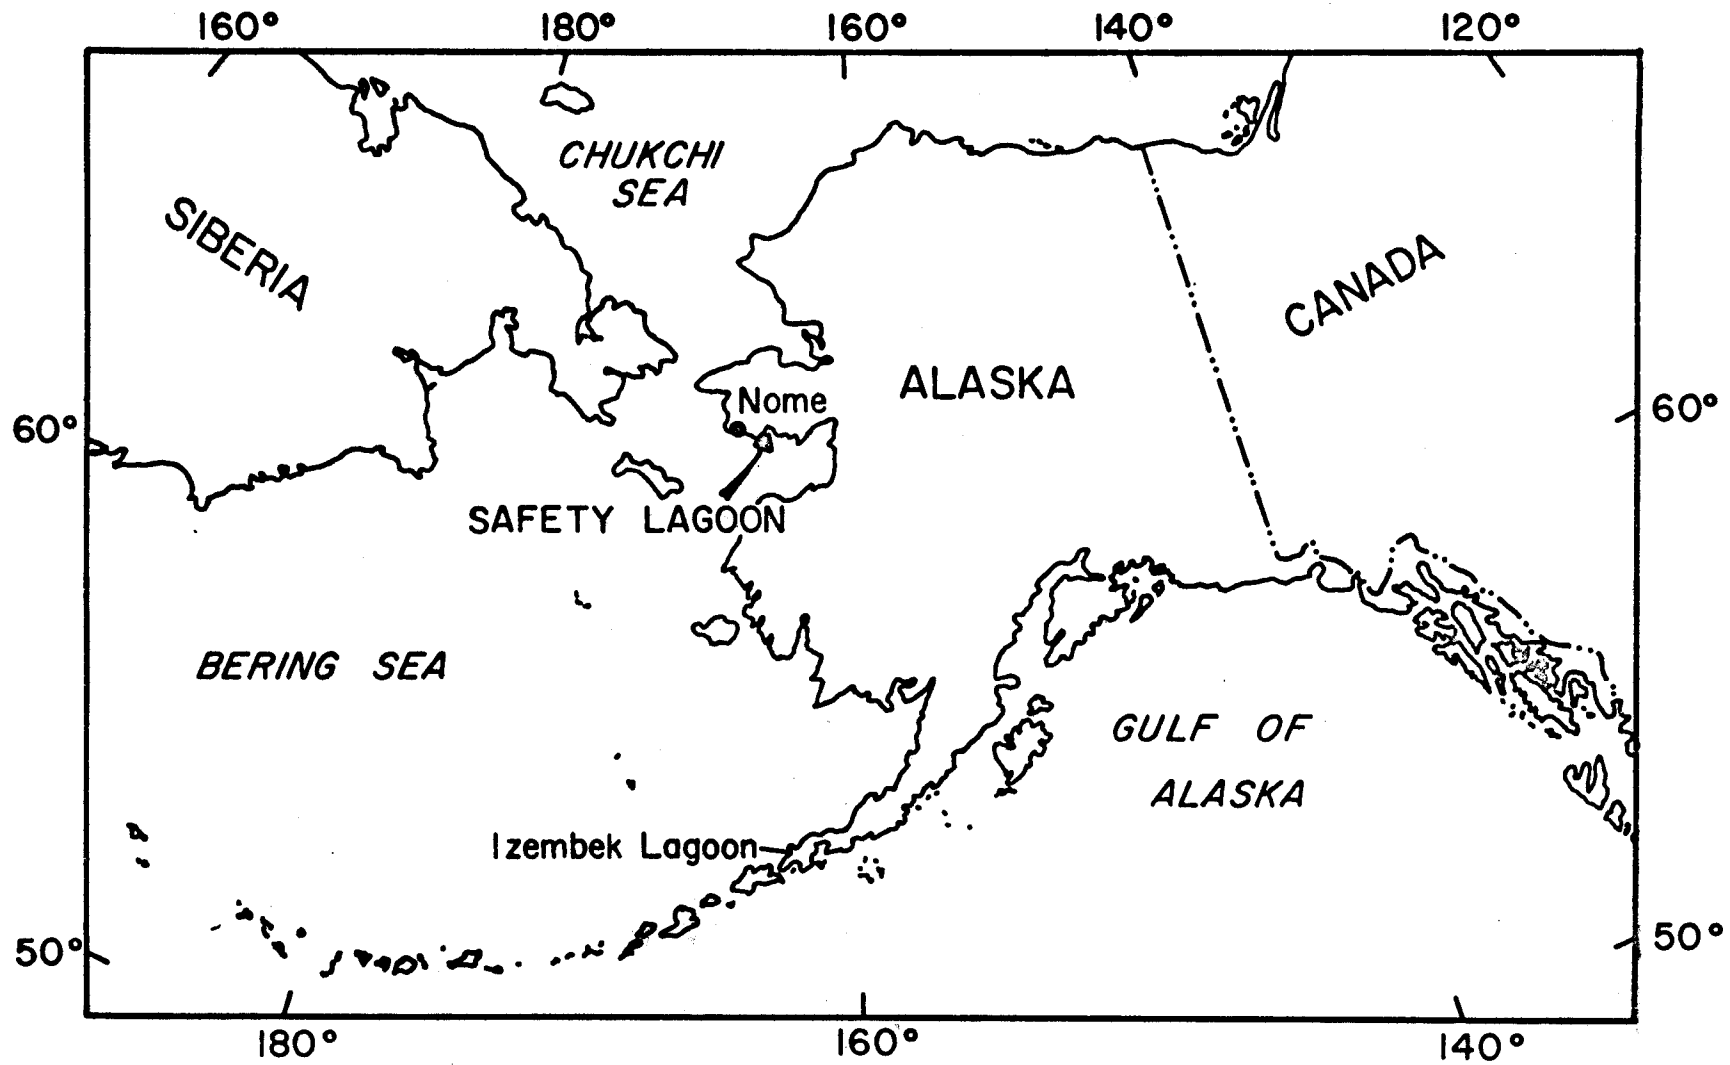 160° 180° 160° 140° 120°
CHUKCHI
SEA
SIBERIA
CANADA
ALASKA
Nome
60° 60°
SAFETY LAGOON
BERING SEA
GULF OF
ALASKA
Izembek Lagoon
50° 50°
180° 160° 140°